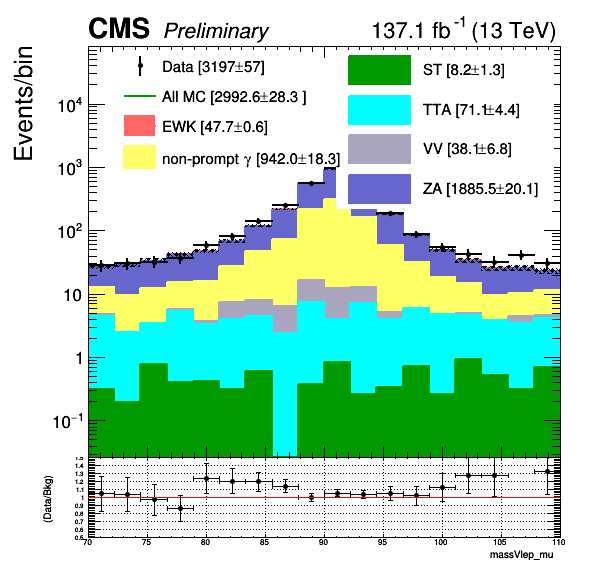 CMS Preliminary 137.1 fb⁻¹ (13 TeV)
Events/bin
Data [3197±57]
All MC [2992.6±28.3 ]
EWK [47.7±0.6]
non-prompt γ [942.0±18.3]
ST [8.2±1.3]
TTA [71.1±4.4]
VV [38.1±6.8]
ZA [1885.5±20.1]
10⁴
10³
10²
10
1
10⁻¹
(Data/Bkg)
1.5
1.4
1.3
1.2
1.1
1
0.9
0.8
0.7
0.6
0.5
70 75 80 85 90 95 100 105 110
massVlep_mu